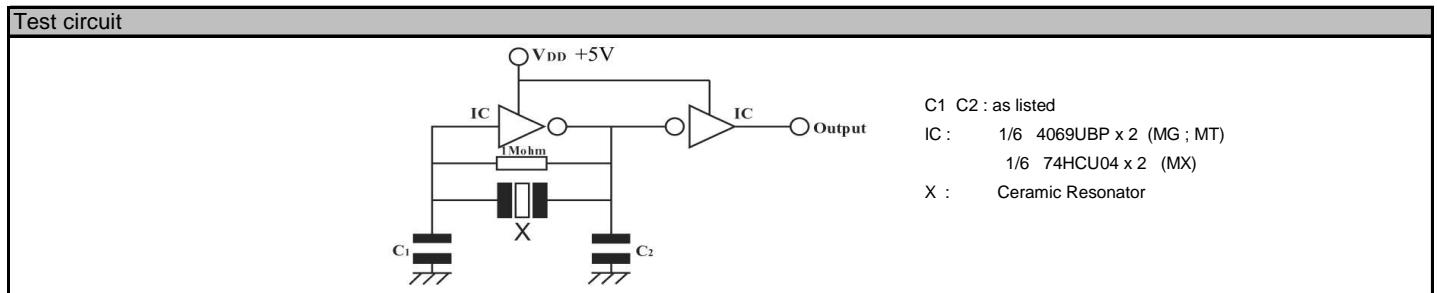 Test circuit
VDD +5V
IC
IC
Output
1Mohm
X
C1
C2
C1 C2 : as listed
IC : 1/6 4069UBP x 2 (MG ; MT)
1/6 74HCU04 x 2 (MX)
X : Ceramic Resonator